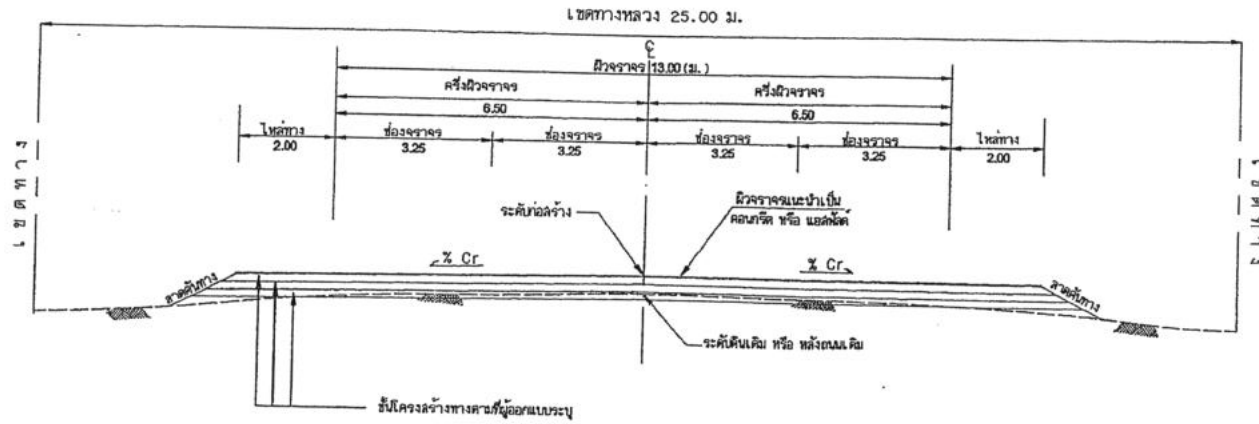 เขตทางหลวง 25.00 ม.
℄
ผิวจราจร 13.00 (ม.)
ครึ่งผิวจราจร ครึ่งผิวจราจร
6.50 6.50
ไหล่ทาง ช่องจราจร ช่องจราจร ช่องจราจร ช่องจราจร ไหล่ทาง
2.00 3.25 3.25 3.25 3.25 2.00
เขตทาง
เขตทาง
ระดับก่อสร้าง
ผิวจราจรแนะนำเป็น
คอนกรีต หรือ แอสฟัลต์
% Cr % Cr
ลาดคันทาง ลาดคันทาง
ระดับดินเดิม หรือ หลังถนนเดิม
ชั้นโครงสร้างทางตามที่ผู้ออกแบบระบุ